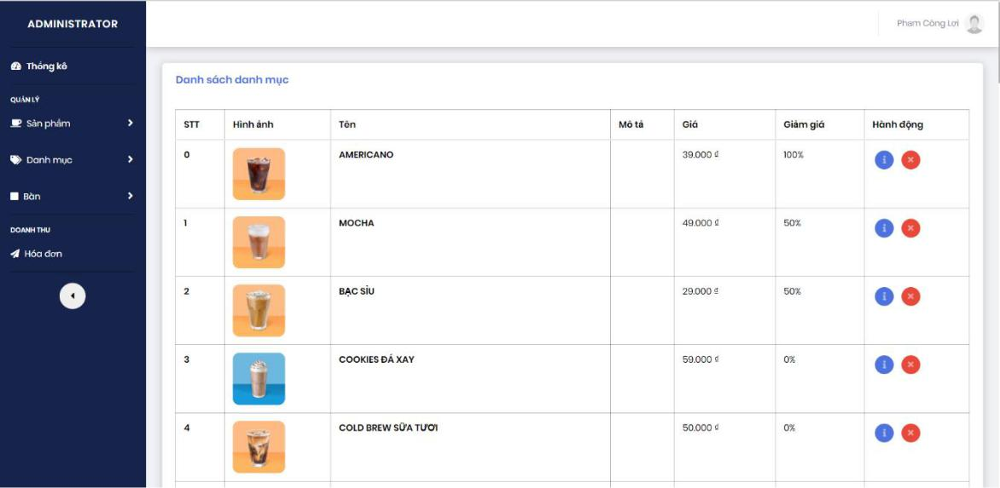 ADMINISTRATOR
Phạm Công Lợi
Thống kê
QUẢN LÝ
Sản phẩm
Danh mục
Bàn
DOANH THU
Hóa đơn
Danh sách danh mục
STT Hình ảnh Tên Mô tả Giá Giảm giá Hành động
0 AMERICANO 39.000 ₫ 100%
1 MOCHA 49.000 ₫ 50%
2 BẠC SỈU 29.000 ₫ 50%
3 COOKIES ĐÁ XAY 59.000 ₫ 0%
4 COLD BREW SỮA TƯƠI 50.000 ₫ 0%